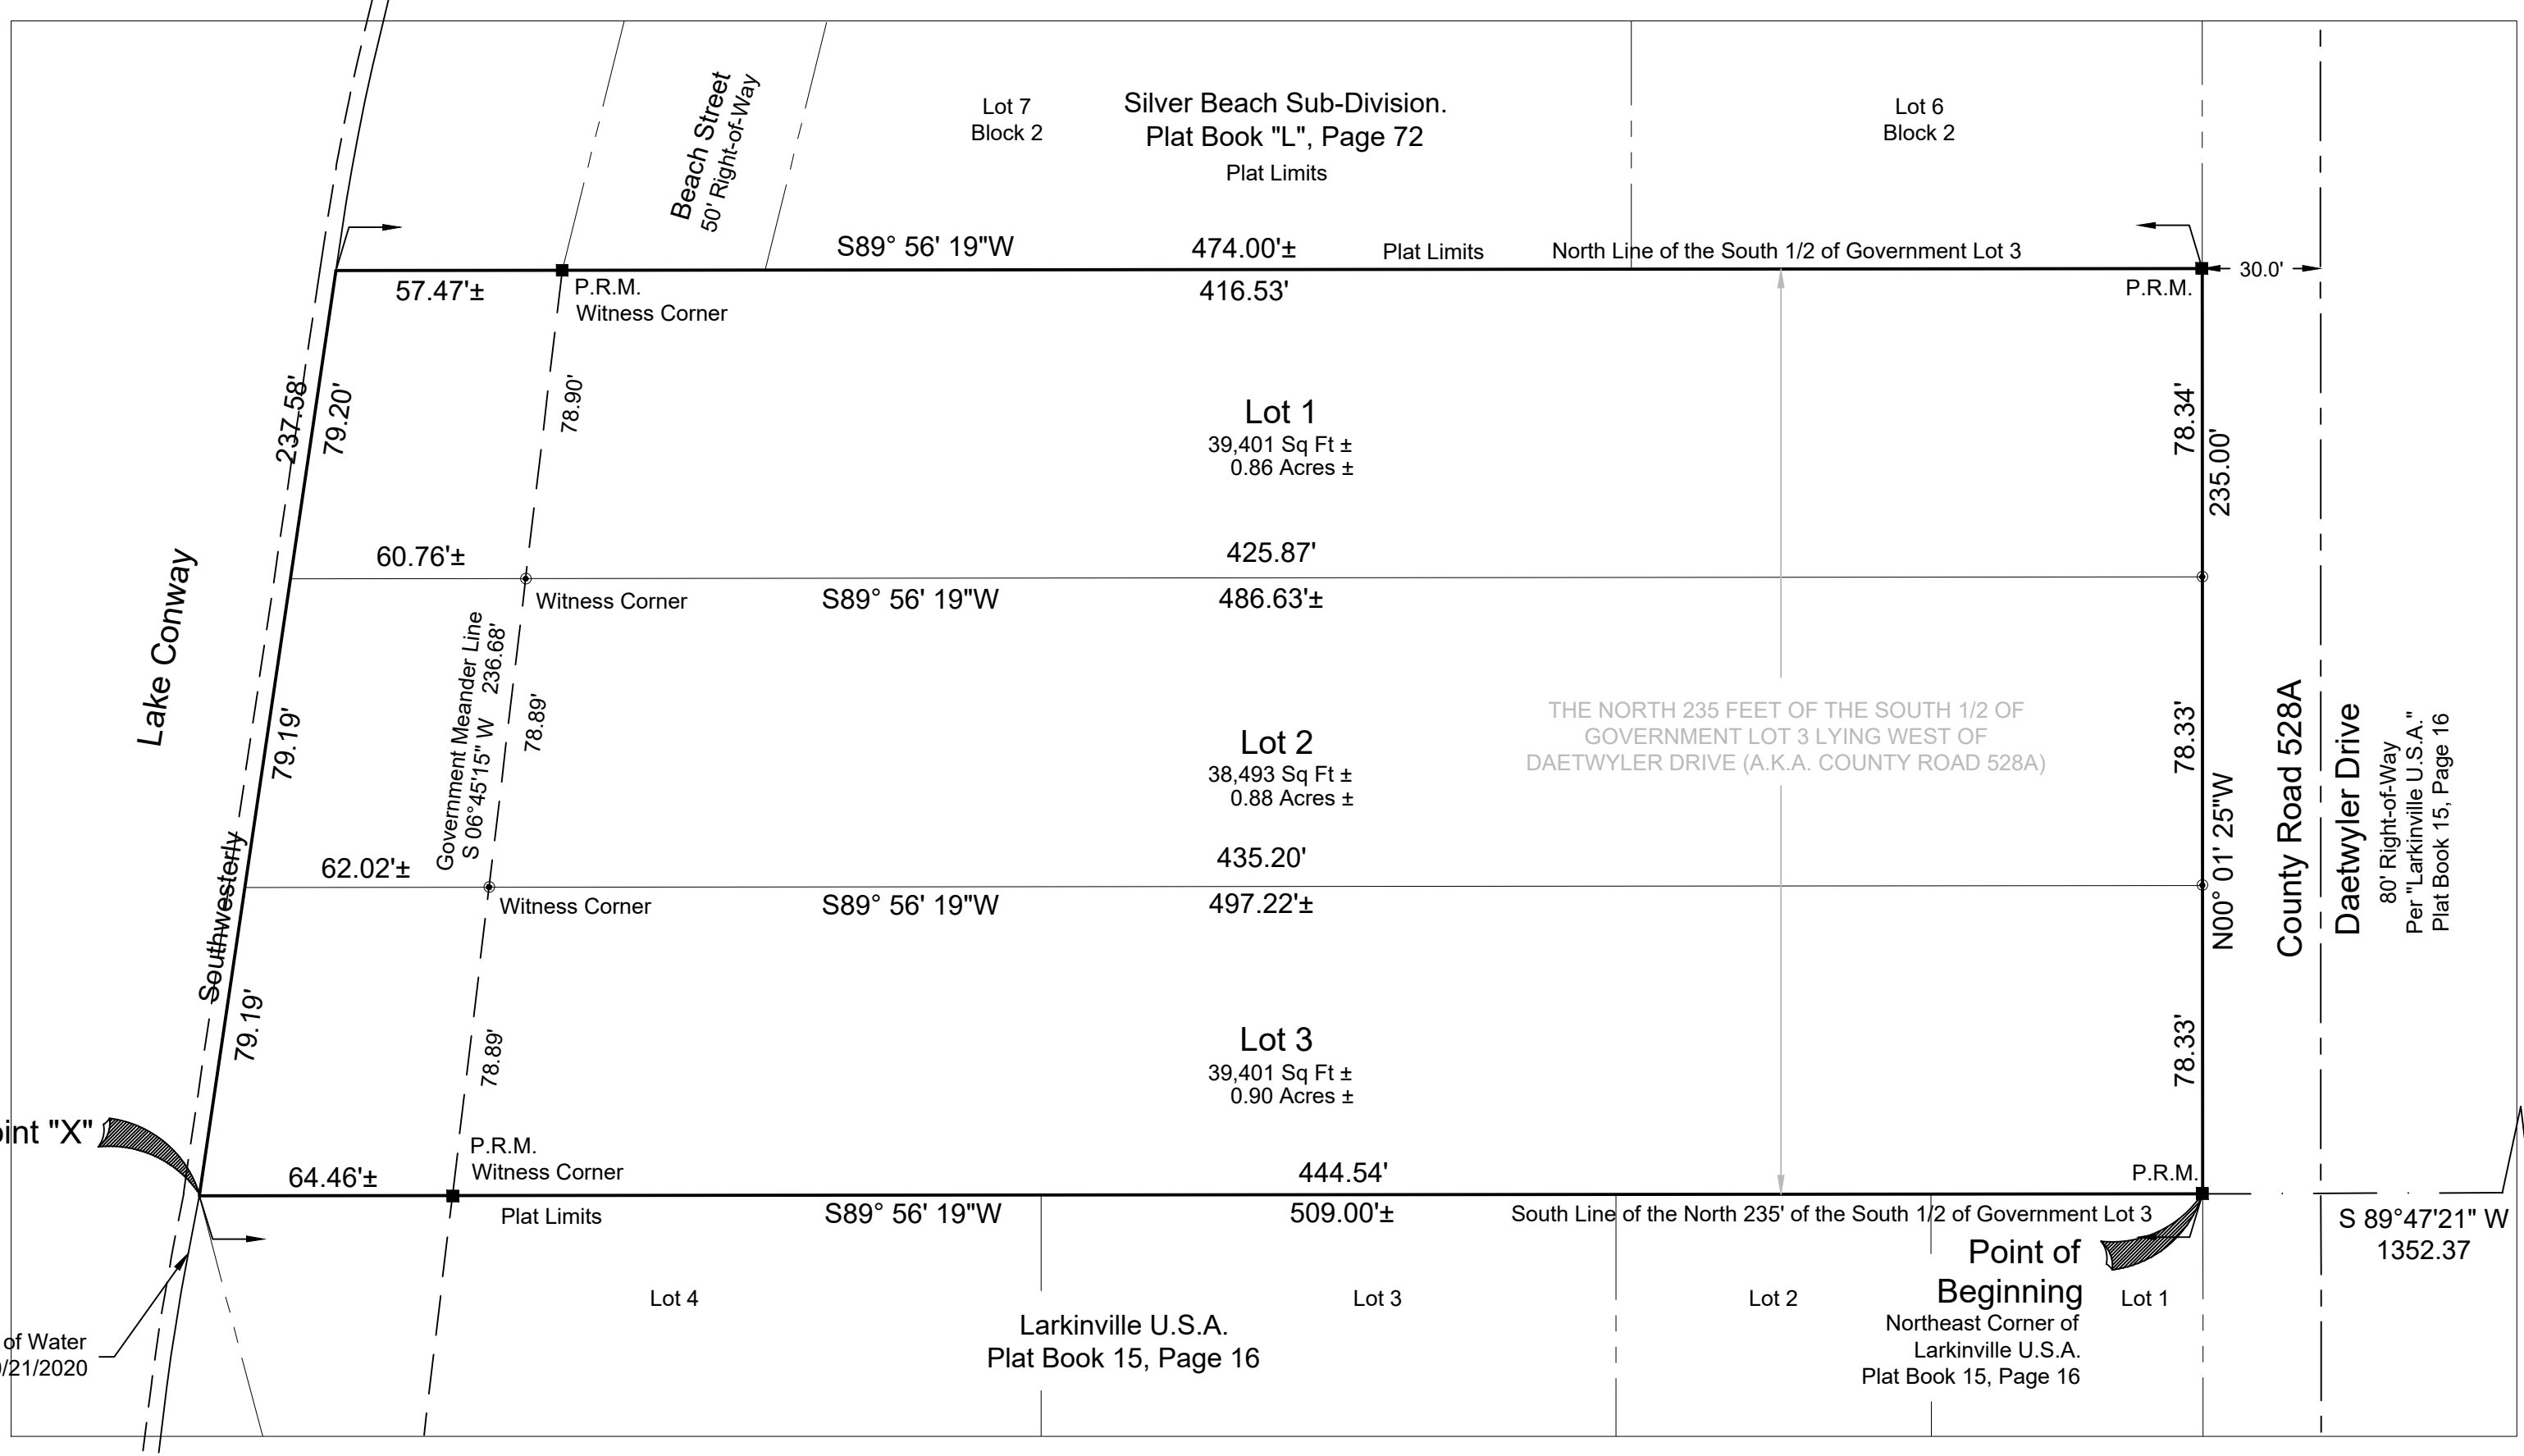 Beach Street
50' Right-of-Way
Lot 7
Block 2
Silver Beach Sub-Division.
Plat Book "L", Page 72
Plat Limits
Lot 6
Block 2
S89° 56' 19"W
474.00'±
Plat Limits
North Line of the South 1/2 of Government Lot 3
30.0'
57.47'±
P.R.M.
Witness Corner
416.53'
P.R.M.
237.58'
79.20'
78.90'
Lot 1
39,401 Sq Ft ±
0.86 Acres ±
78.34'
235.00'
60.76'±
425.87'
Witness Corner
S89° 56' 19"W
486.63'±
Lake Conway
Government Meander Line
S 06°45'15" W 236.68'
79.19'
78.89'
Lot 2
38,493 Sq Ft ±
0.88 Acres ±
THE NORTH 235 FEET OF THE SOUTH 1/2 OF
GOVERNMENT LOT 3 LYING WEST OF
DAETWYLER DRIVE (A.K.A. COUNTY ROAD 528A)
78.33'
N00° 01' 25"W
County Road 528A
Daetwyler Drive
80' Right-of-Way
Per "Larkinville U.S.A."
Plat Book 15, Page 16
Southwesterly
62.02'±
435.20'
Witness Corner
S89° 56' 19"W
497.22'±
79.19'
78.89'
Lot 3
39,401 Sq Ft ±
0.90 Acres ±
78.33'
oint "X"
64.46'±
P.R.M.
Witness Corner
444.54'
P.R.M.
Plat Limits
S89° 56' 19"W
509.00'±
South Line of the North 235' of the South 1/2 of Government Lot 3
S 89°47'21" W
1352.37
Point of
Beginning
Northeast Corner of
Larkinville U.S.A.
Plat Book 15, Page 16
Lot 4
Lot 3
Lot 2
Lot 1
Larkinville U.S.A.
Plat Book 15, Page 16
of Water
/21/2020